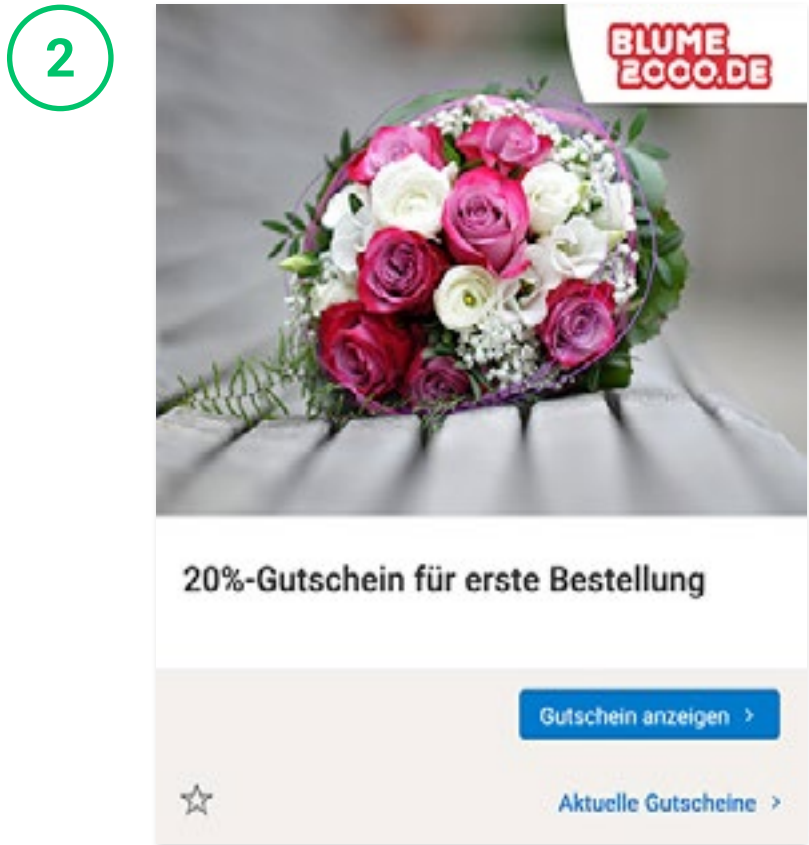 2
BLUME
2000.DE
20%-Gutschein für erste Bestellung
Gutschein anzeigen >
Aktuelle Gutscheine >